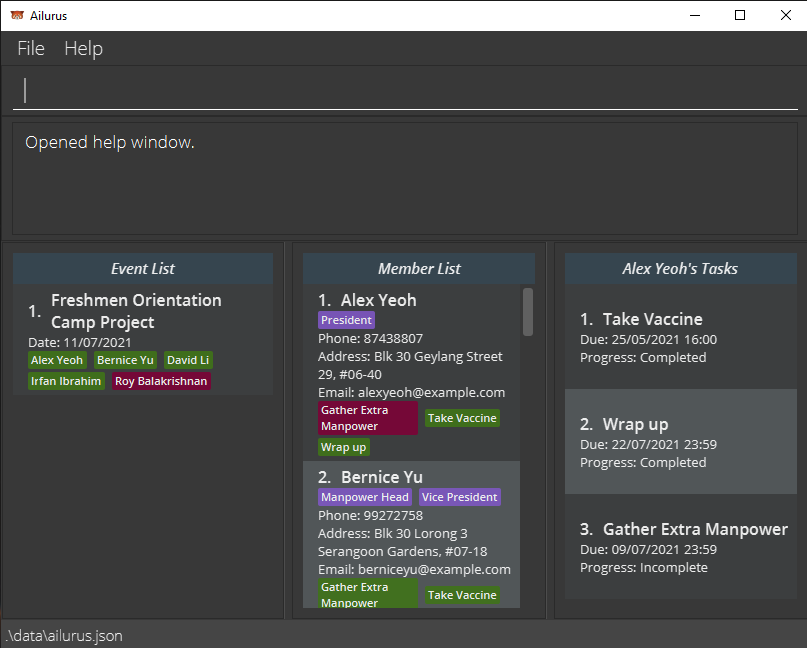 Ailurus
File Help
Opened help window.
Event List
1. Freshmen Orientation
Camp Project
Date: 11/07/2021
Alex Yeoh Bernice Yu David Li
Irfan Ibrahim Roy Balakrishnan
Member List
1. Alex Yeoh
President
Phone: 87438807
Address: Blk 30 Geylang Street
29, #06-40
Email: alexyeoh@example.com
Gather Extra
Manpower
Take Vaccine
Wrap up
2. Bernice Yu
Manpower Head Vice President
Phone: 99272758
Address: Blk 30 Lorong 3
Serangoon Gardens, #07-18
Email: berniceyu@example.com
Gather Extra
Manpower
Take Vaccine
Alex Yeoh's Tasks
1. Take Vaccine
Due: 25/05/2021 16:00
Progress: Completed
2. Wrap up
Due: 22/07/2021 23:59
Progress: Completed
3. Gather Extra Manpower
Due: 09/07/2021 23:59
Progress: Incomplete
.\data\ailurus.json